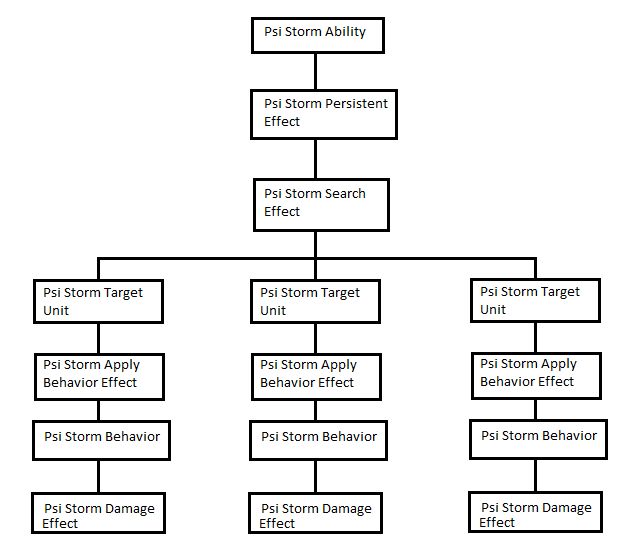 Psi Storm Ability
Psi Storm Persistent
Effect
Psi Storm Search
Effect
Psi Storm Target
Unit
Psi Storm Target
Unit
Psi Storm Target
Unit
Psi Storm Apply
Behavior Effect
Psi Storm Apply
Behavior Effect
Psi Storm Apply
Behavior Effect
Psi Storm Behavior
Psi Storm Behavior
Psi Storm Behavior
Psi Storm Damage
Effect
Psi Storm Damage
Effect
Psi Storm Damage
Effect